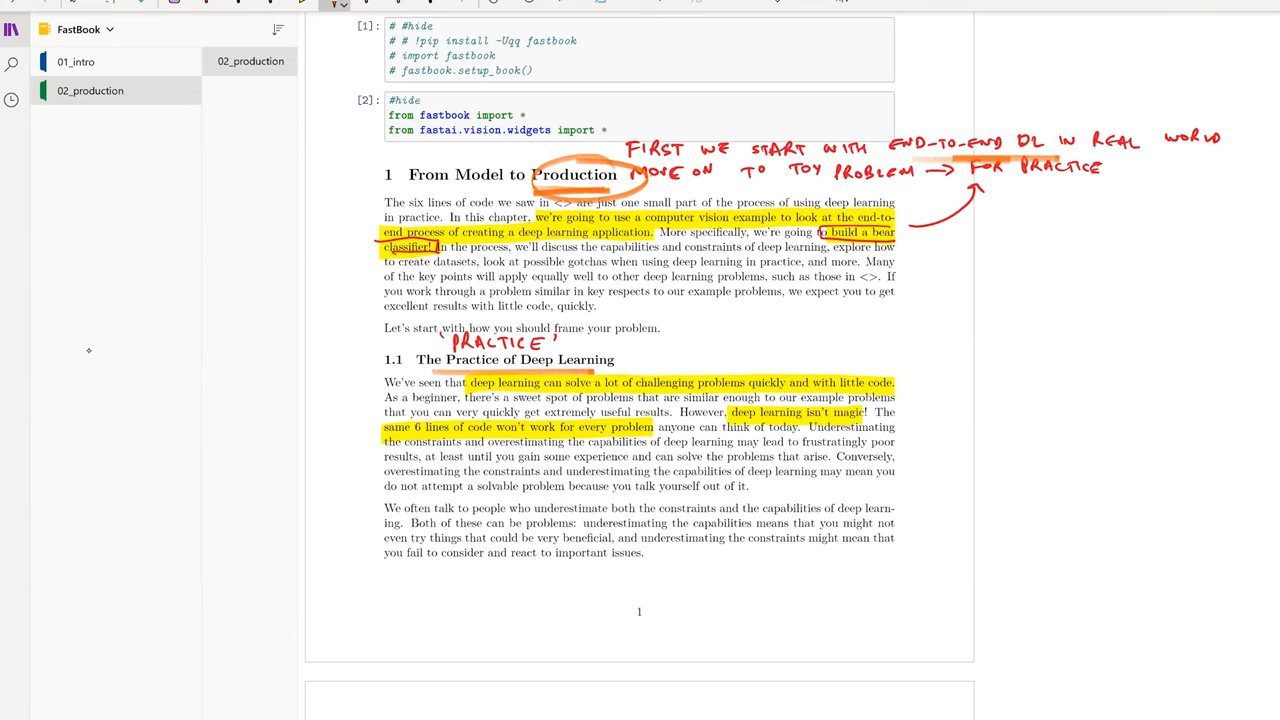 FastBook
01_intro
02_production
02_production
[1]: # #hide
# # !pip install -Uqq fastbook
# import fastbook
# fastbook.setup_book()
[2]: #hide
from fastbook import *
from fastai.vision.widgets import *
FIRST WE START WITH END-TO-END DL IN REAL WORLD
MOVE ON TO TOY PROBLEM → FOR PRACTICE
1 From Model to Production
The six lines of code we saw in <> are just one small part of the process of using deep learning
in practice. In this chapter, we're going to use a computer vision example to look at the end-to-
end process of creating a deep learning application. More specifically, we're going to build a bear
classifier! In the process, we'll discuss the capabilities and constraints of deep learning, explore how
to create datasets, look at possible gotchas when using deep learning in practice, and more. Many
of the key points will apply equally well to other deep learning problems, such as those in <>. If
you work through a problem similar in key respects to our example problems, we expect you to get
excellent results with little code, quickly.
Let's start with how you should frame your problem.
'PRACTICE'
1.1 The Practice of Deep Learning
We've seen that deep learning can solve a lot of challenging problems quickly and with little code.
As a beginner, there's a sweet spot of problems that are similar enough to our example problems
that you can very quickly get extremely useful results. However, deep learning isn't magic! The
same 6 lines of code won't work for every problem anyone can think of today. Underestimating
the constraints and overestimating the capabilities of deep learning may lead to frustratingly poor
results, at least until you gain some experience and can solve the problems that arise. Conversely,
overestimating the constraints and underestimating the capabilities of deep learning may mean you
do not attempt a solvable problem because you talk yourself out of it.
We often talk to people who underestimate both the constraints and the capabilities of deep learn-
ing. Both of these can be problems: underestimating the capabilities means that you might not
even try things that could be very beneficial, and underestimating the constraints might mean that
you fail to consider and react to important issues.
1